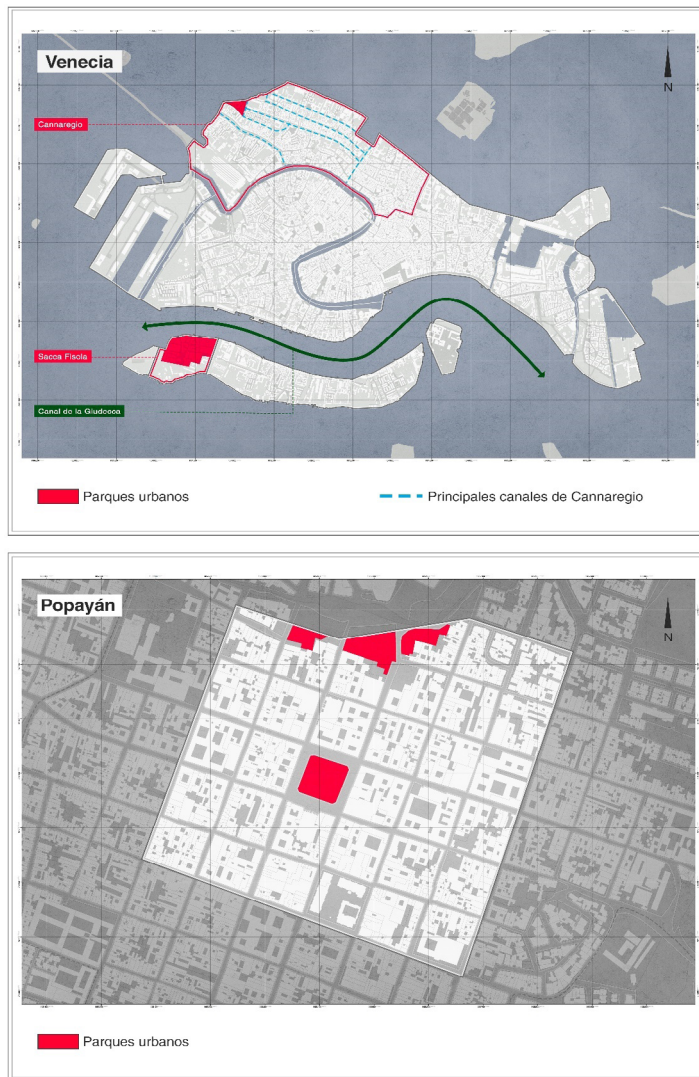 Venecia
N
Cannaregio
Sacca Fisola
Canal de la Giudecca
Parques urbanos
Principales canales de Cannaregio
Popayán
N
Parques urbanos